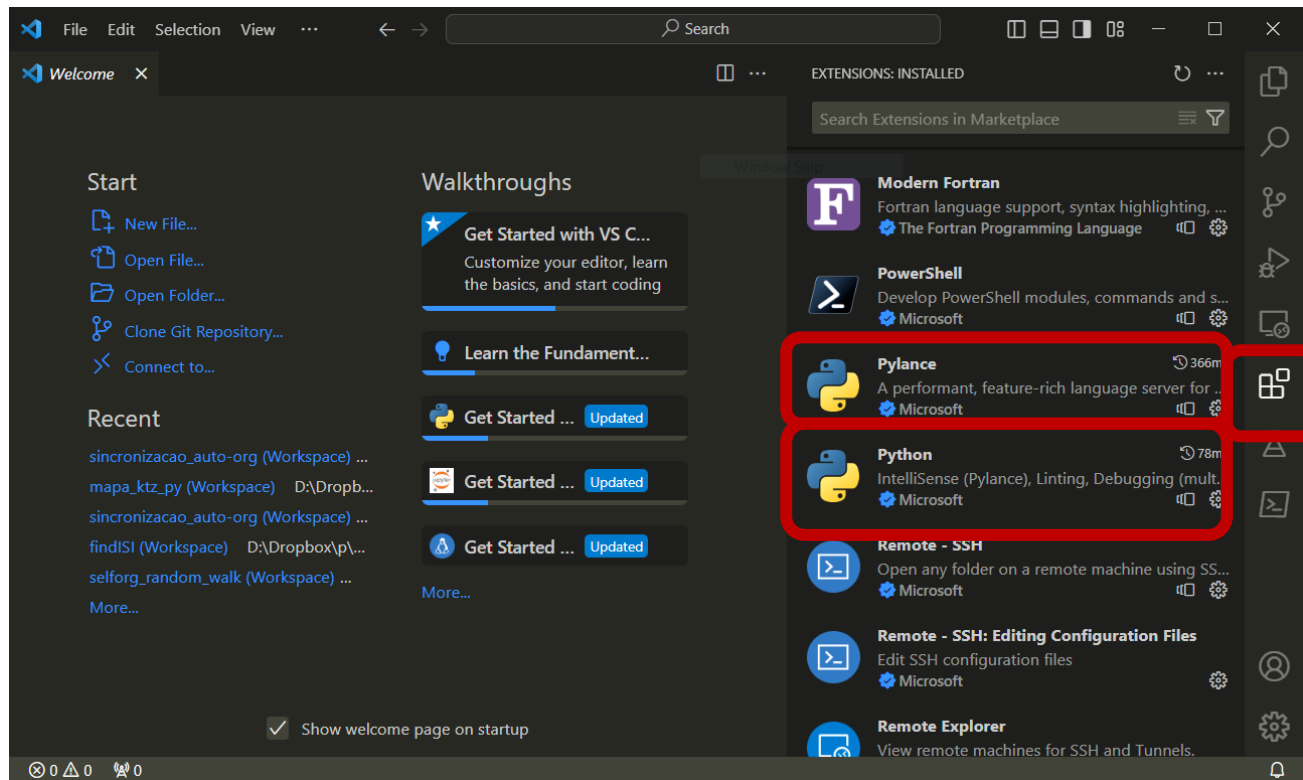 File Edit Selection View ··· Search
Welcome
Start
New File...
Open File...
Open Folder...
Clone Git Repository...
Connect to...
Recent
sincronizacao_auto-org (Workspace) ...
mapa_ktz_py (Workspace) D:\Dropb...
sincronizacao_auto-org (Workspace) ...
findISI (Workspace) D:\Dropbox\p\...
selforg_random_walk (Workspace) ...
More...
Walkthroughs
Get Started with VS C...
Customize your editor, learn
the basics, and start coding
Learn the Fundament...
Get Started ... Updated
Get Started ... Updated
Get Started ... Updated
More...
Show welcome page on startup
EXTENSIONS: INSTALLED
Search Extensions in Marketplace
Window Snip
Modern Fortran
Fortran language support, syntax highlighting, ...
The Fortran Programming Language
PowerShell
Develop PowerShell modules, commands and s...
Microsoft
Pylance 366m
A performant, feature-rich language server for ...
Microsoft
Python 78m
IntelliSense (Pylance), Linting, Debugging (mult.
Microsoft
Remote - SSH
Open any folder on a remote machine using SS...
Microsoft
Remote - SSH: Editing Configuration Files
Edit SSH configuration files
Microsoft
Remote Explorer
View remote machines for SSH and Tunnels.
0 0 0